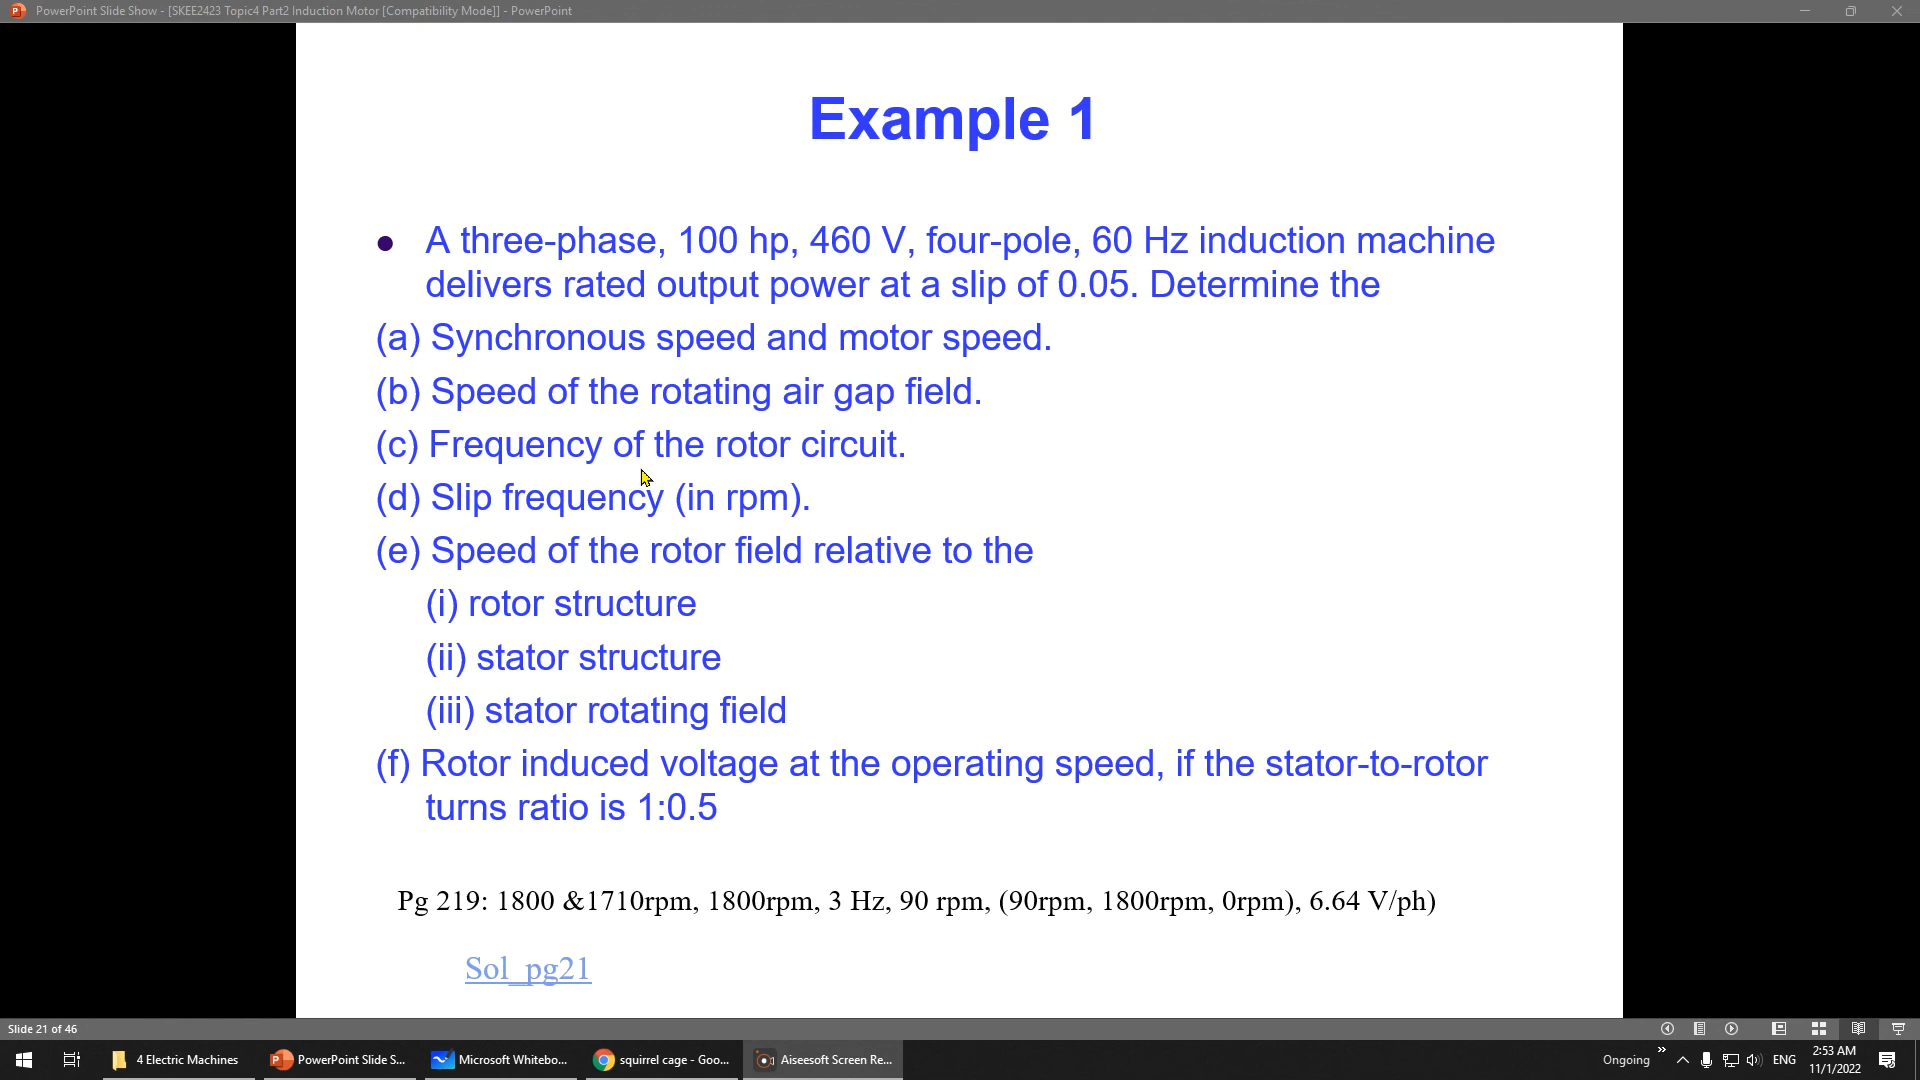 PowerPoint Slide Show - [SKEE2423 Topic4 Part2 Induction Motor [Compatibility Mode]] - PowerPoint
Example 1
• A three-phase, 100 hp, 460 V, four-pole, 60 Hz induction machine
delivers rated output power at a slip of 0.05. Determine the
(a) Synchronous speed and motor speed.
(b) Speed of the rotating air gap field.
(c) Frequency of the rotor circuit.
(d) Slip frequency (in rpm).
(e) Speed of the rotor field relative to the
(i) rotor structure
(ii) stator structure
(iii) stator rotating field
(f) Rotor induced voltage at the operating speed, if the stator-to-rotor
turns ratio is 1:0.5
Pg 219: 1800 &1710rpm, 1800rpm, 3 Hz, 90 rpm, (90rpm, 1800rpm, 0rpm), 6.64 V/ph)
Sol_pg21
Slide 21 of 46
4 Electric Machines PowerPoint Slide S... Microsoft Whitebo... squirrel cage - Goo... Aiseesoft Screen Re... Ongoing » ENG 2:53 AM
11/1/2022